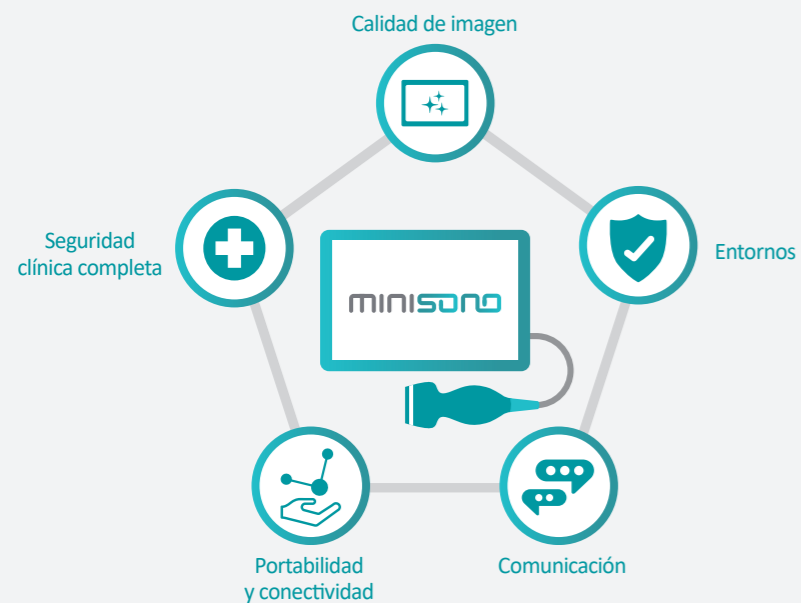 Calidad de imagen
Seguridad
clínica completa
Entornos
minisono
Portabilidad
y conectividad
Comunicación